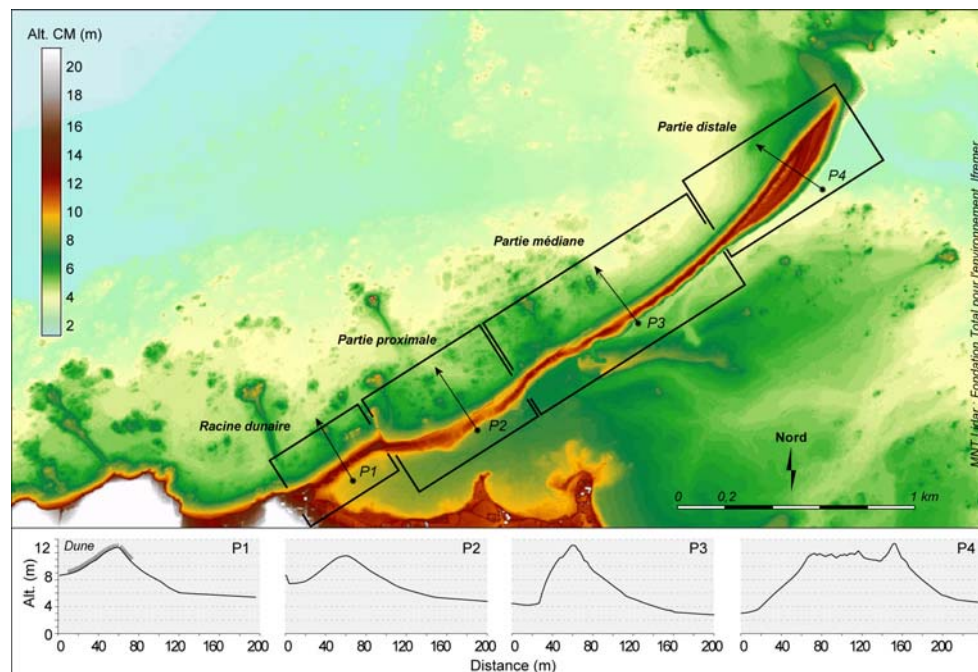 Alt. CM (m)
20
18
16
14
12
10
8
6
4
2
Partie distale
P4
Partie médiane
P3
Partie proximale
P2
Racine dunaire
P1
Nord
0 0,2 1 km
MNT Lidar : Fondation Total pour l'environnement, Ifremer
Alt. (m)
12
8
4
0
Dune
P1
P2
P3
P4
0 40 80 120 160 200
0 40 80 120 160 200
0 40 80 120 160 200
0 40 80 120 160 200
Distance (m)